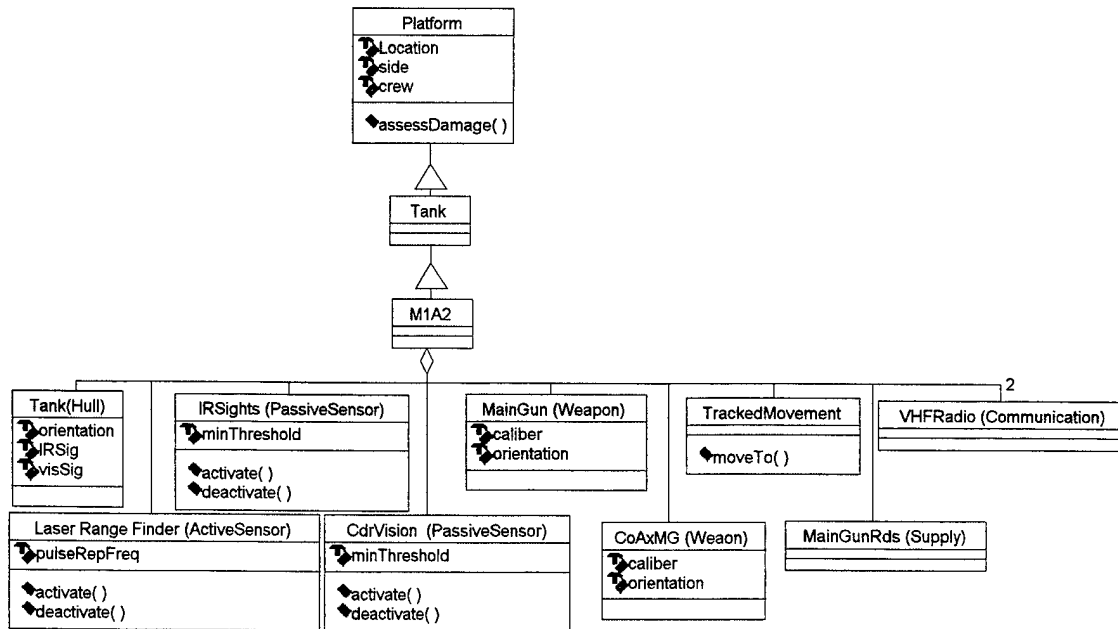 Platform
Location
side
crew
assessDamage( )
Tank
M1A2
2
Tank(Hull)
orientation
IRSig
visSig
IRSights (PassiveSensor)
minThreshold
activate( )
deactivate( )
MainGun (Weapon)
caliber
orientation
TrackedMovement
moveTo( )
VHFRadio (Communication)
Laser Range Finder (ActiveSensor)
pulseRepFreq
activate( )
deactivate( )
CdrVision (PassiveSensor)
minThreshold
activate( )
deactivate( )
CoAxMG (Weaon)
caliber
orientation
MainGunRds (Supply)